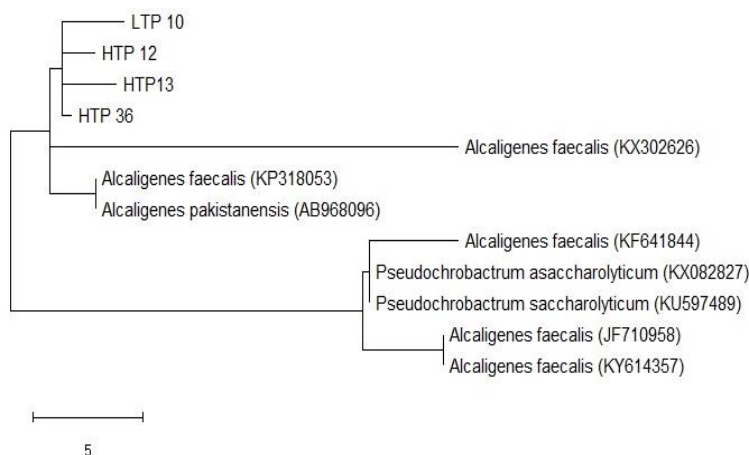 LTP 10
HTP 12
HTP13
HTP 36
Alcaligenes faecalis (KX302626)
Alcaligenes faecalis (KP318053)
Alcaligenes pakistanensis (AB968096)
Alcaligenes faecalis (KF641844)
Pseudochrobactrum asaccharolyticum (KX082827)
Pseudochrobactrum saccharolyticum (KU597489)
Alcaligenes faecalis (JF710958)
Alcaligenes faecalis (KY614357)
5